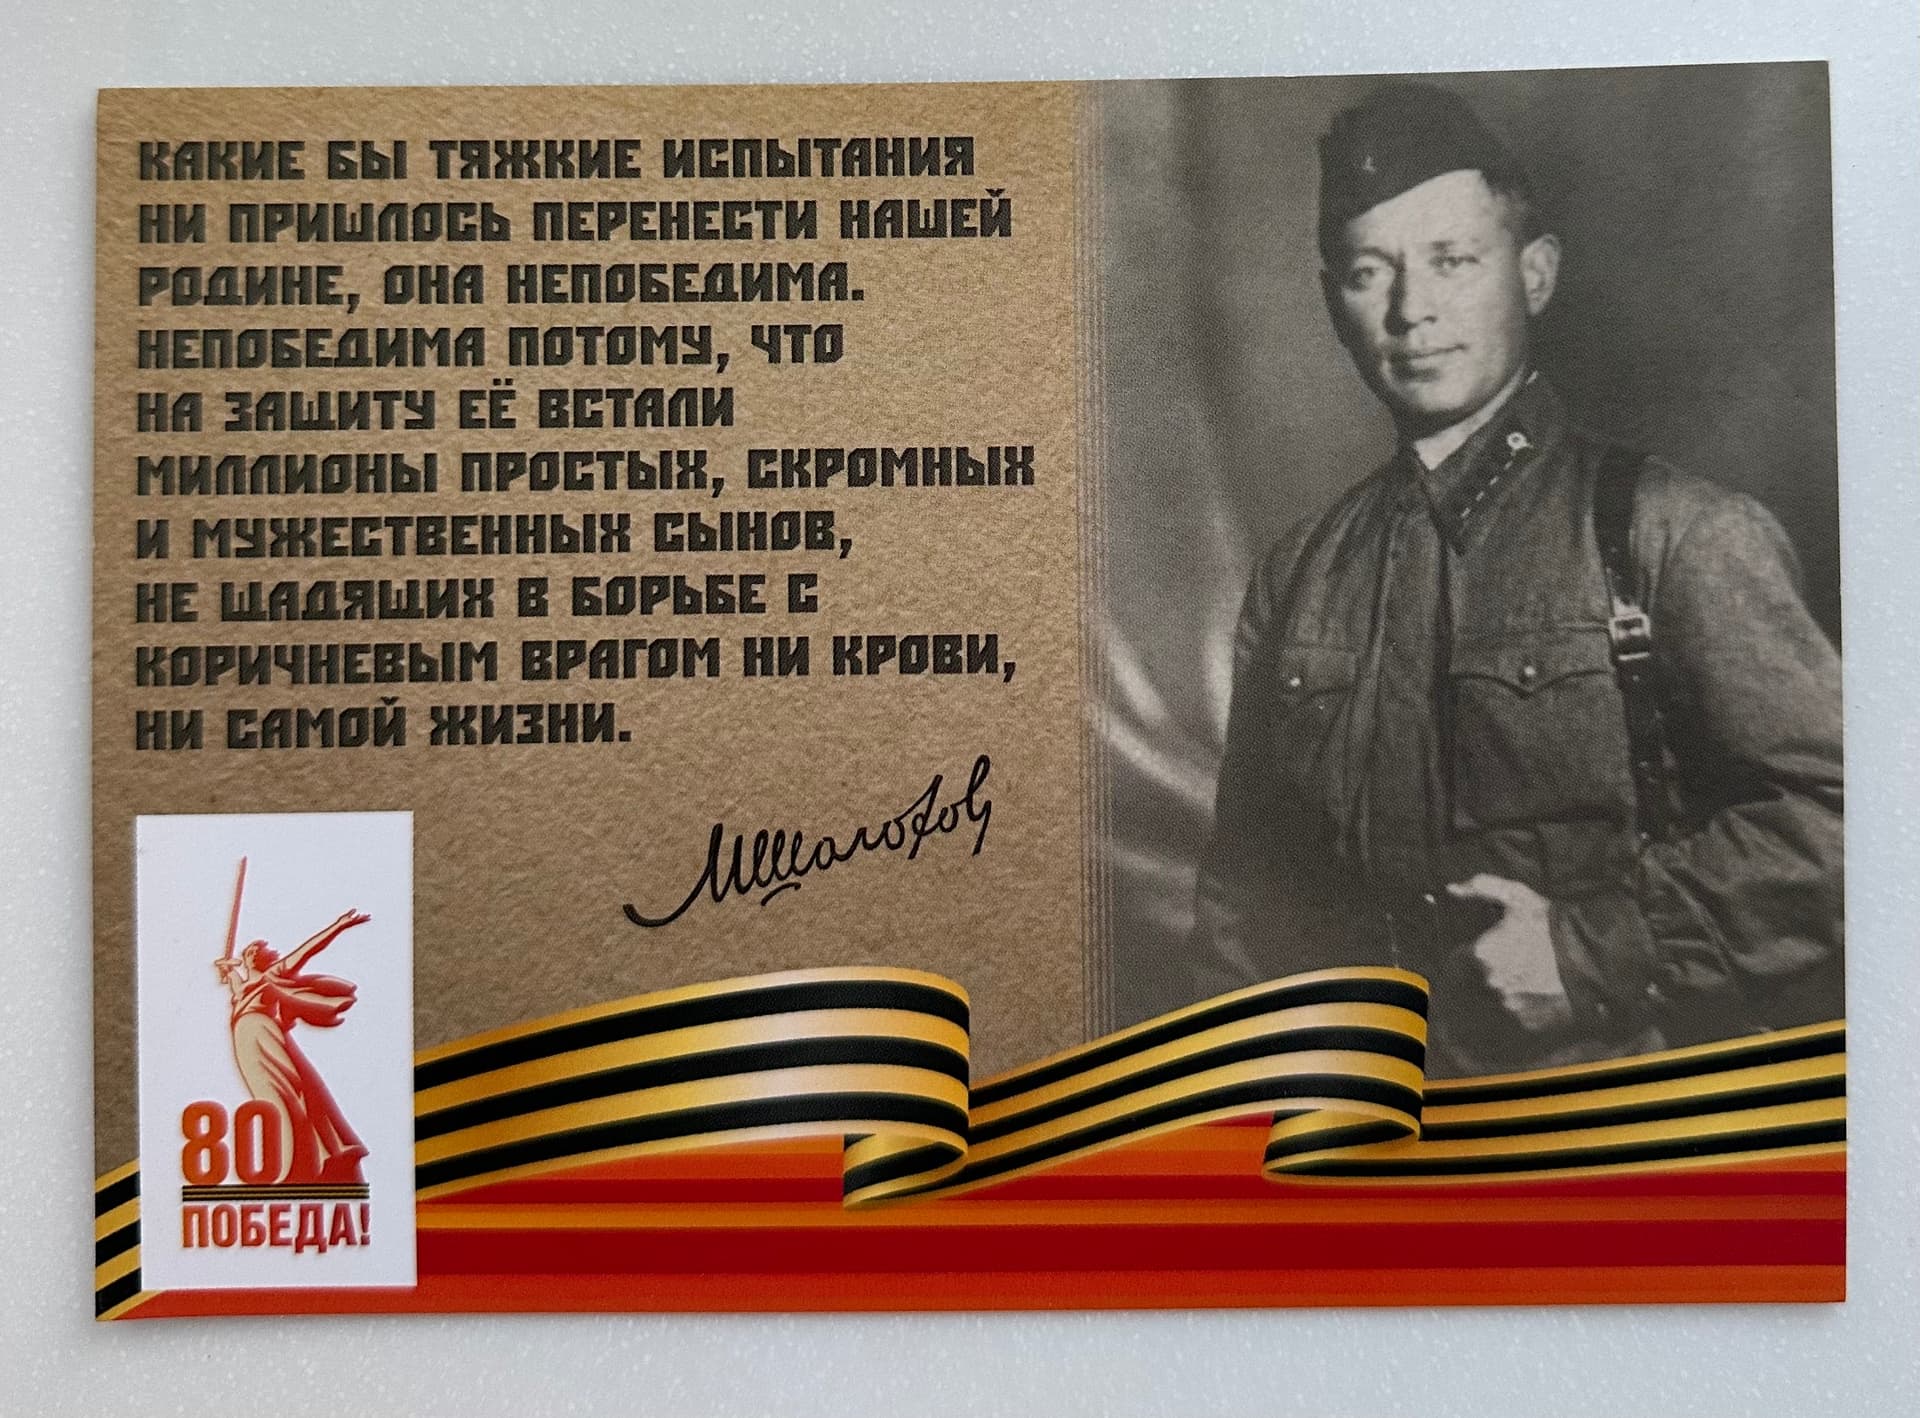 КАКИЕ БЫ ТЯЖКИЕ ИСПЫТАНИЯ
НИ ПРИШЛОСЬ ПЕРЕНЕСТИ НАШЕЙ
РОДИНЕ, ОНА НЕПОБЕДИМА.
НЕПОБЕДИМА ПОТОМУ, ЧТО
НА ЗАЩИТУ ЕЁ ВСТАЛИ
МИЛЛИОНЫ ПРОСТЫХ, СКРОМНЫХ
И МУЖЕСТВЕННЫХ СЫНОВ,
НЕ ЩАДЯЩИХ В БОРЬБЕ С
КОРИЧНЕВЫМ ВРАГОМ НИ КРОВИ,
НИ САМОЙ ЖИЗНИ.
МШолохов
80
ПОБЕДА!